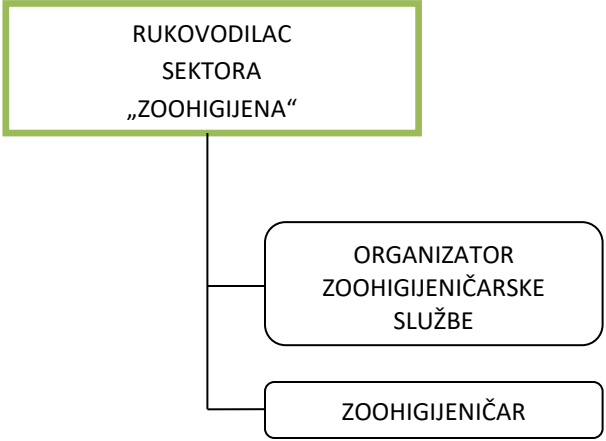 RUKOVODILAC
SEKTORA
„ZOOHIGIJENA“
ORGANIZATOR
ZOOHIGIJENIČARSKE
SLUŽBE
ZOOHIGIJENIČAR